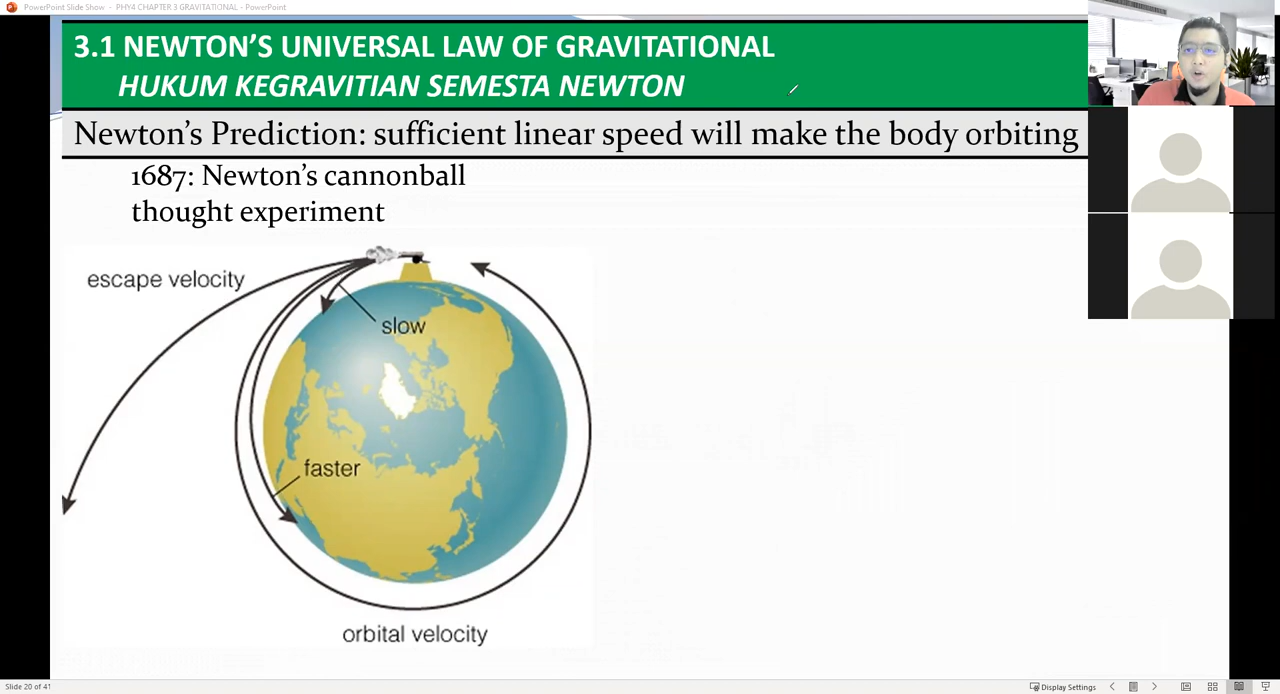 PowerPoint Slide Show - PHY4 CHAPTER 3 GRAVITATIONAL - PowerPoint
3.1 NEWTON'S UNIVERSAL LAW OF GRAVITATIONAL
HUKUM KEGRAVITIAN SEMESTA NEWTON
Newton's Prediction: sufficient linear speed will make the body orbiting
1687: Newton's cannonball
thought experiment
escape velocity
slow
faster
orbital velocity
Slide 20 of 41
Display Settings